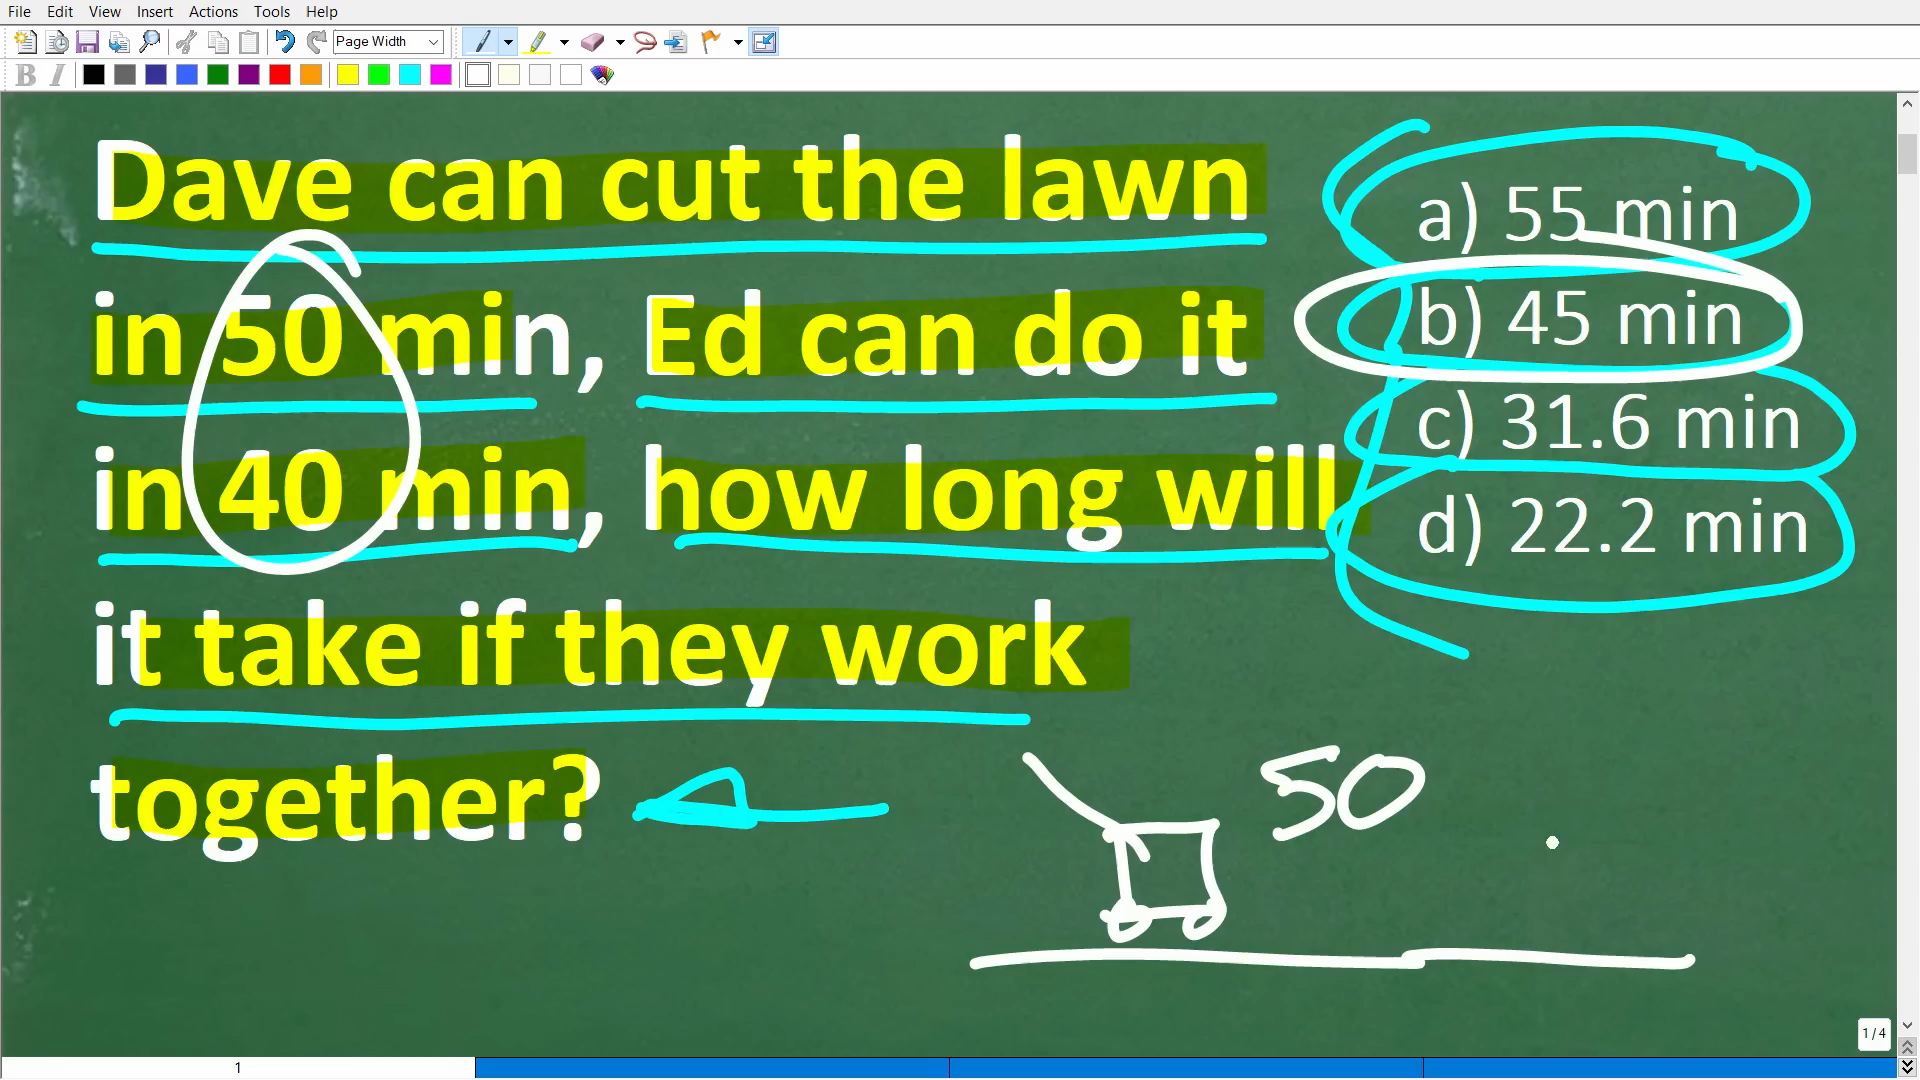 File Edit View Insert Actions Tools Help
Page Width
B I
Dave can cut the lawn
in 50 min, Ed can do it
in 40 min, how long will
it take if they work
together?
a) 55 min
b) 45 min
c) 31.6 min
d) 22.2 min
50
1 / 4
1